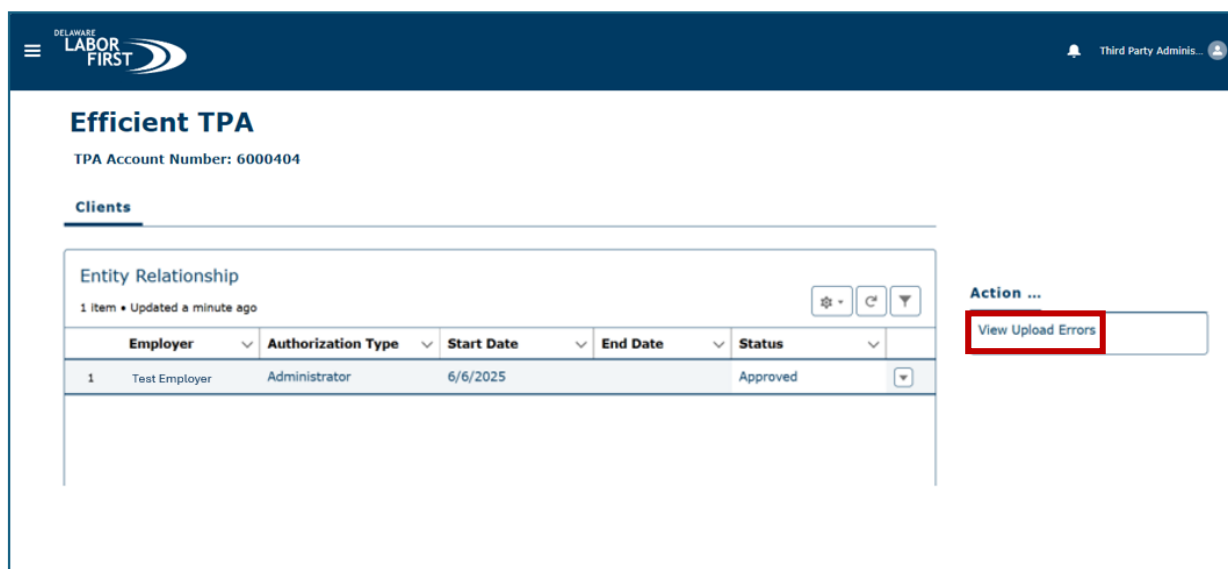 DELAWARE
LABOR
FIRST
Third Party Adminis...
Efficient TPA
TPA Account Number: 6000404
Clients
Entity Relationship
1 item • Updated a minute ago
Action ...
View Upload Errors
Employer Authorization Type Start Date End Date Status
1 Test Employer Administrator 6/6/2025 Approved